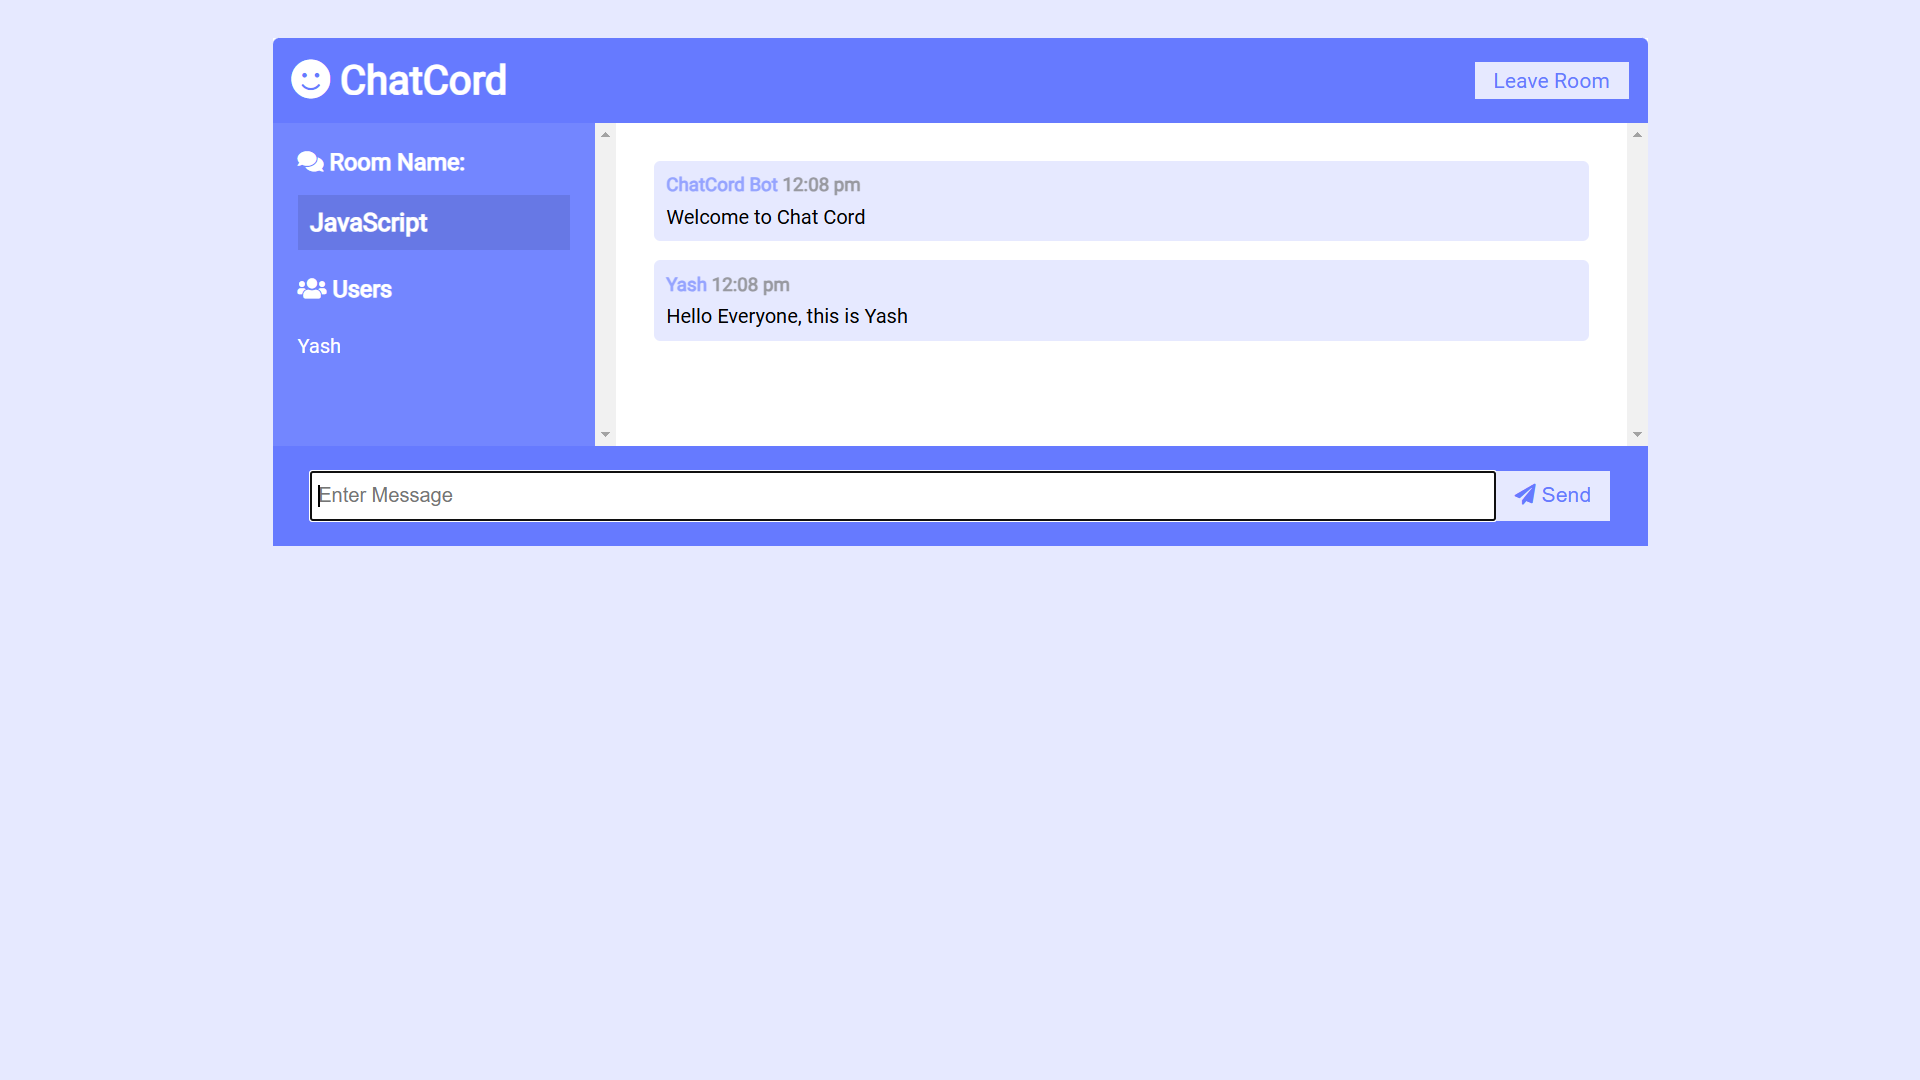 ChatCord
Leave Room
Room Name:
JavaScript
Users
Yash
ChatCord Bot 12:08 pm
Welcome to Chat Cord
Yash 12:08 pm
Hello Everyone, this is Yash
Enter Message
Send